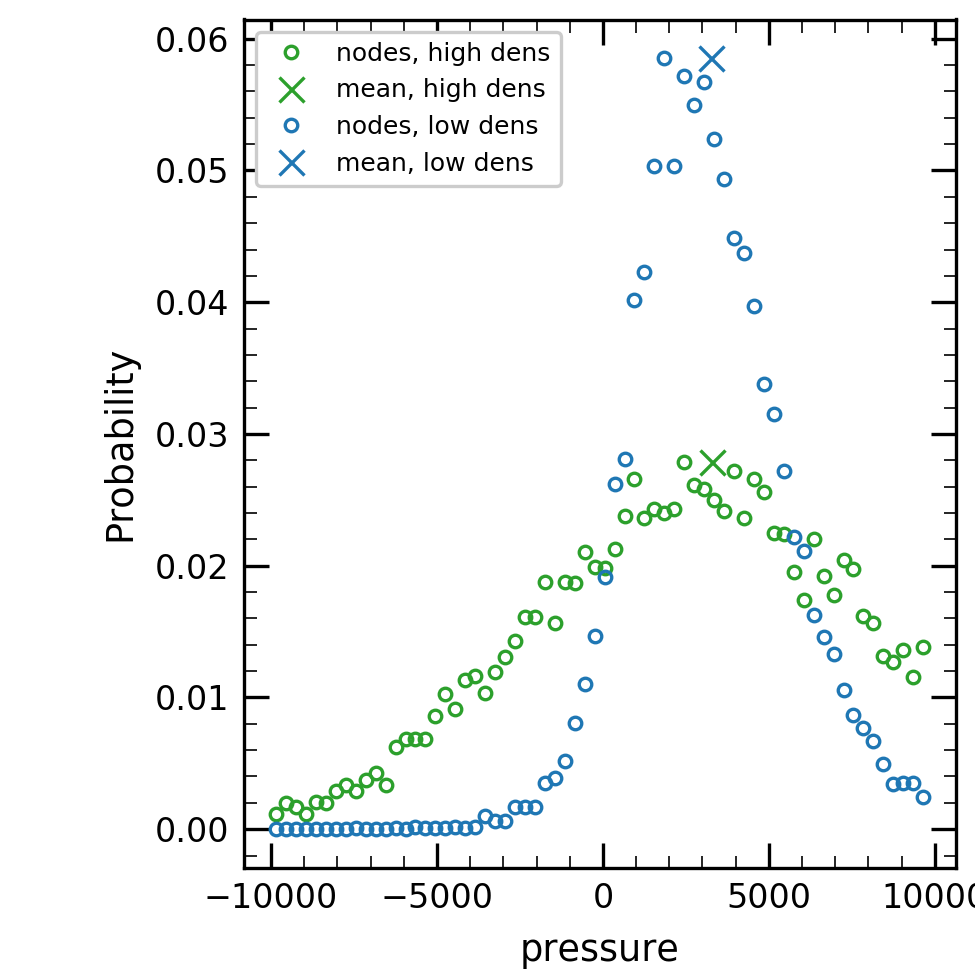 0.06
0.05
0.04
0.03
0.02
0.01
0.00
Probability
nodes, high dens
mean, high dens
nodes, low dens
mean, low dens
−10000 −5000 0 5000 10000
pressure